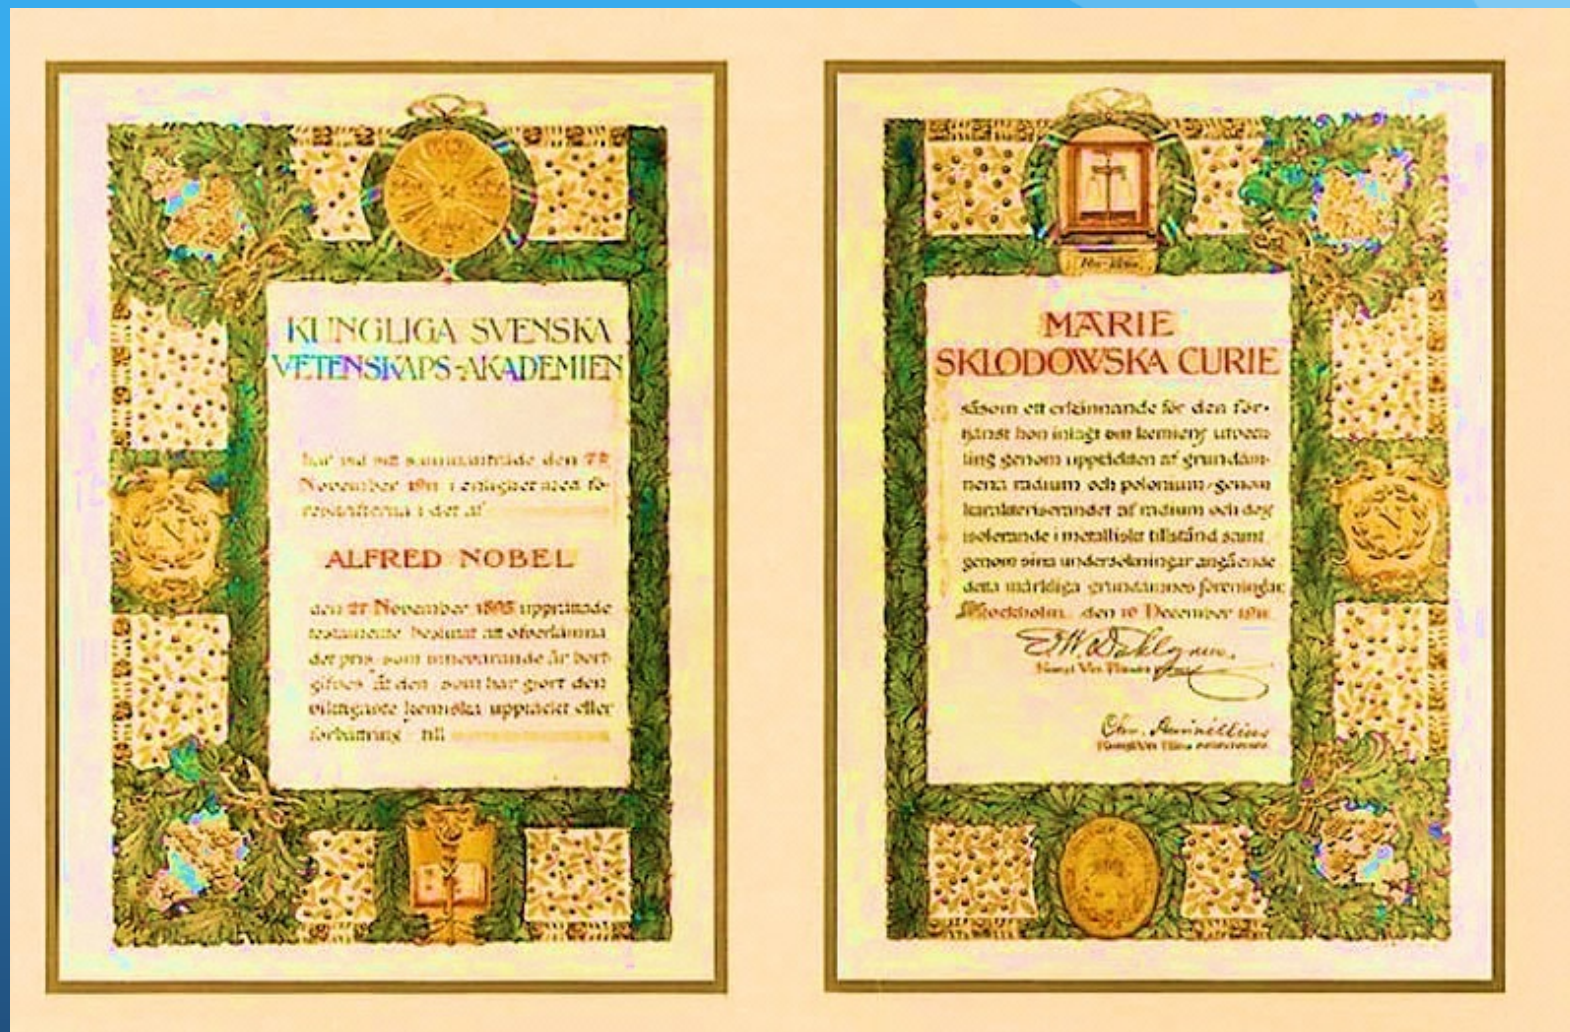 KUNGLIGA SVENSKA
VETENSKAPS-AKADEMIEN
har vid sitt sammanträde den
November 1911 i enlighet med fö-
reskrifterna i det af
ALFRED NOBEL
den 27 November 1895 upprättade
testamente beslutat att öfverlämna
det pris som innevarande år bort-
gifves åt den som har gjort den
viktigaste kemiska upptäckt eller
förbättring till
MARIE
SKLODOWSKA CURIE
såsom ett erkännande för den för-
tjänst hon inlagt om kemiens utveck-
ling genom upptäckten af grundäm-
nena radium och polonium genom
karakteriserandet af radium och dess
isolerande i metalliskt tillstånd samt
genom sina undersökningar angående
detta märkliga grundämnes föreningar
Stockholm den 10 December 1911